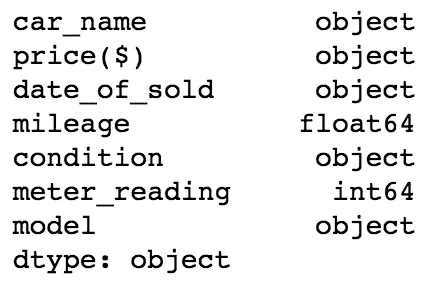 car_name object
price($) object
date_of_sold object
mileage float64
condition object
meter_reading int64
model object
dtype: object